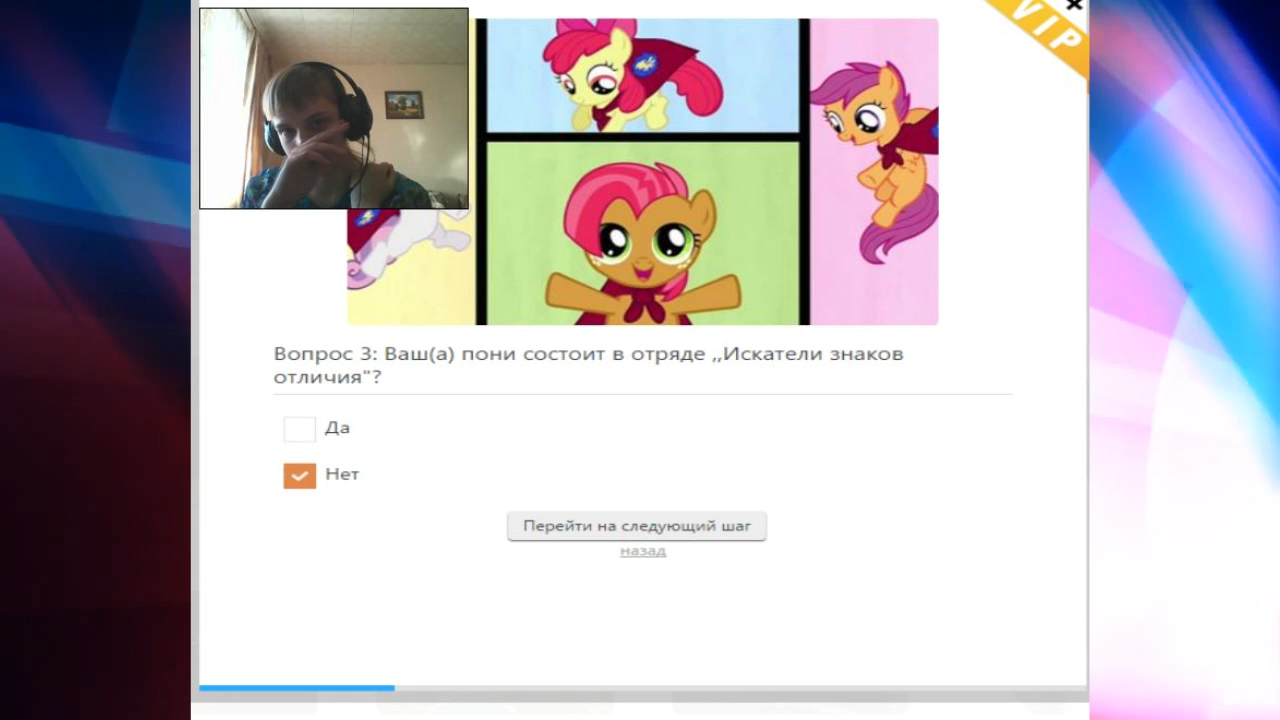 VIP
Вопрос 3: Ваш(а) пони состоит в отряде ,,Искатели знаков
отличия"?
Да
Нет
Перейти на следующий шаг
назад